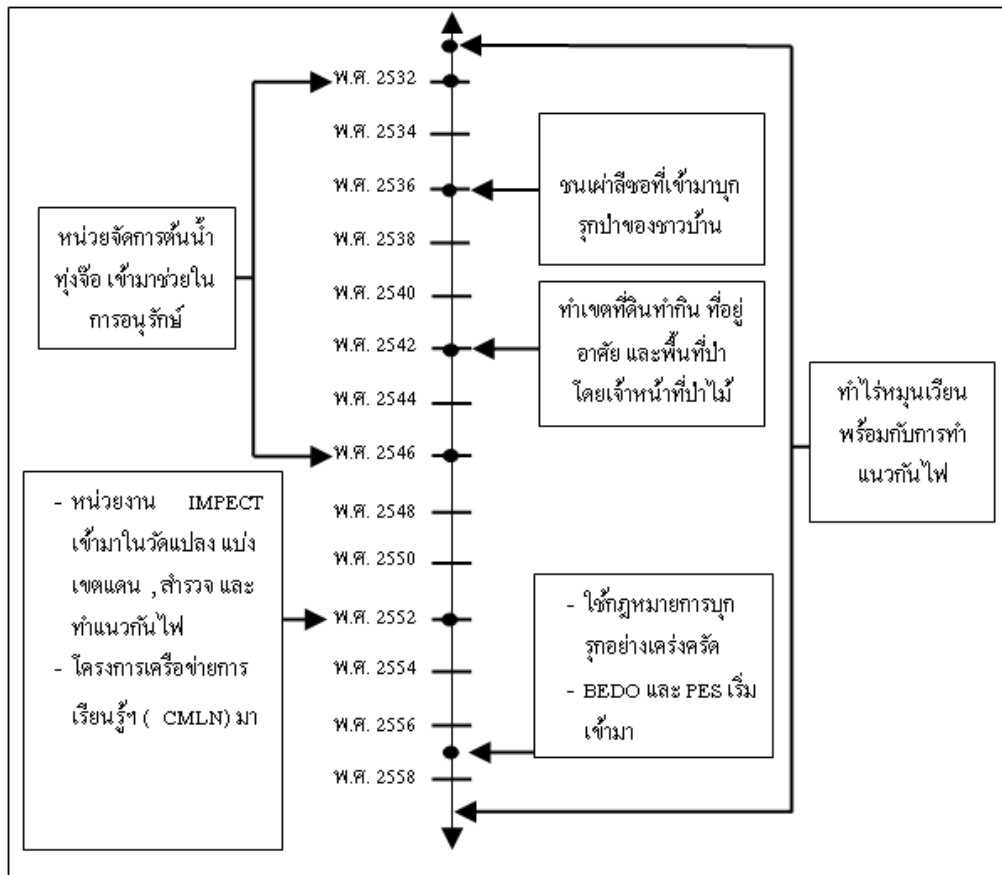 พ.ศ. 2532
พ.ศ. 2534
พ.ศ. 2536
พ.ศ. 2538
พ.ศ. 2540
พ.ศ. 2542
พ.ศ. 2544
พ.ศ. 2546
พ.ศ. 2548
พ.ศ. 2550
พ.ศ. 2552
พ.ศ. 2554
พ.ศ. 2556
พ.ศ. 2558
หน่วยจัดการต้นน้ำ
ทุ่งจ๊อ เข้ามาช่วยใน
การอนุรักษ์
- หน่วยงาน IMPECT
เข้ามาในวัดแปลง แบ่ง
เขตแดน ,สำรวจ และ
ทำแนวกันไฟ
- โครงการเครือข่ายการ
เรียนรู้ฯ ( CMLN) มา
ชนเผ่าลีซอที่เข้ามาบุก
รุกป่าของชาวบ้าน
ทำเขตที่ดินทำกิน ที่อยู่
อาศัย และพื้นที่ป่า
โดยเจ้าหน้าที่ป่าไม้
- ใช้กฎหมายการบุก
รุกอย่างเคร่งครัด
- BEDO และ PES เริ่ม
เข้ามา
ทำไร่หมุนเวียน
พร้อมกับการทำ
แนวกันไฟ